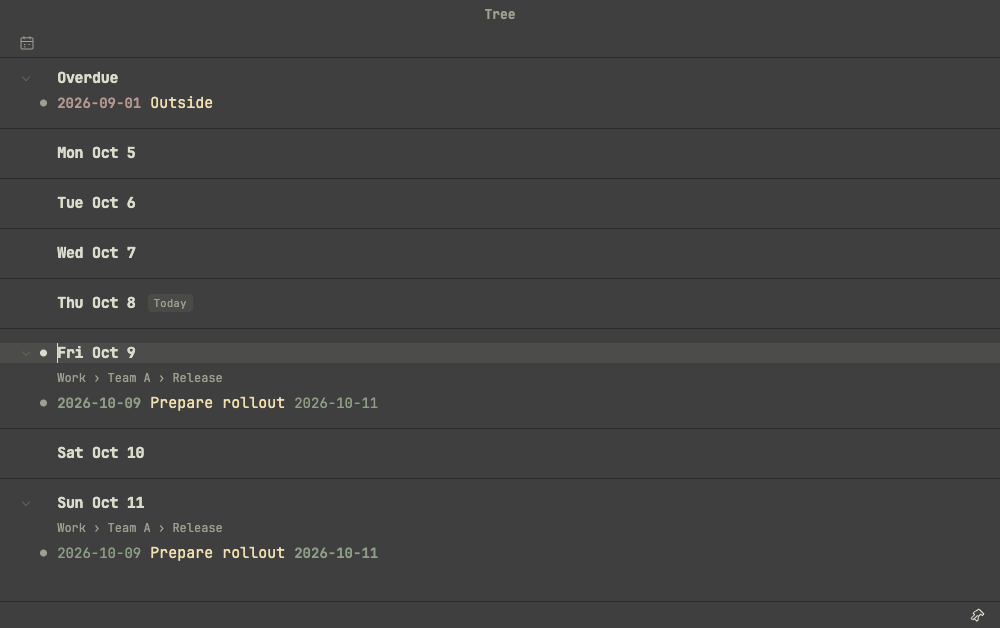 Tree
Overdue
2026-09-01 Outside
Mon Oct 5
Tue Oct 6
Wed Oct 7
Thu Oct 8 Today
Fri Oct 9
Work › Team A › Release
2026-10-09 Prepare rollout 2026-10-11
Sat Oct 10
Sun Oct 11
Work › Team A › Release
2026-10-09 Prepare rollout 2026-10-11